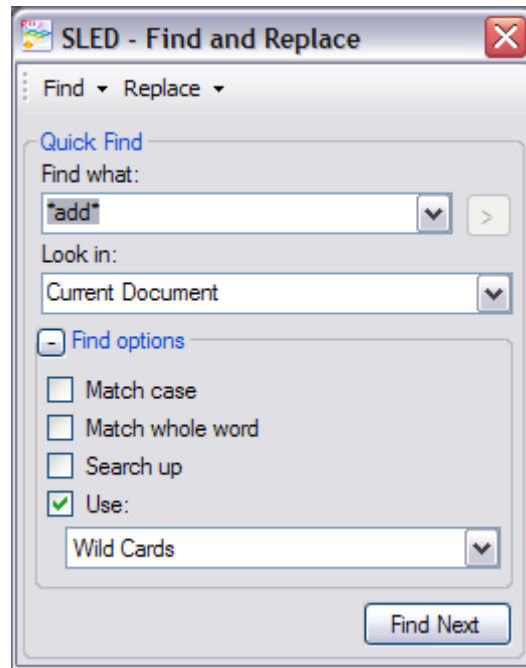 SLED - Find and Replace
Find Replace
Quick Find
Find what:
*add*
>
Look in:
Current Document
Find options
Match case
Match whole word
Search up
Use:
Wild Cards
Find Next